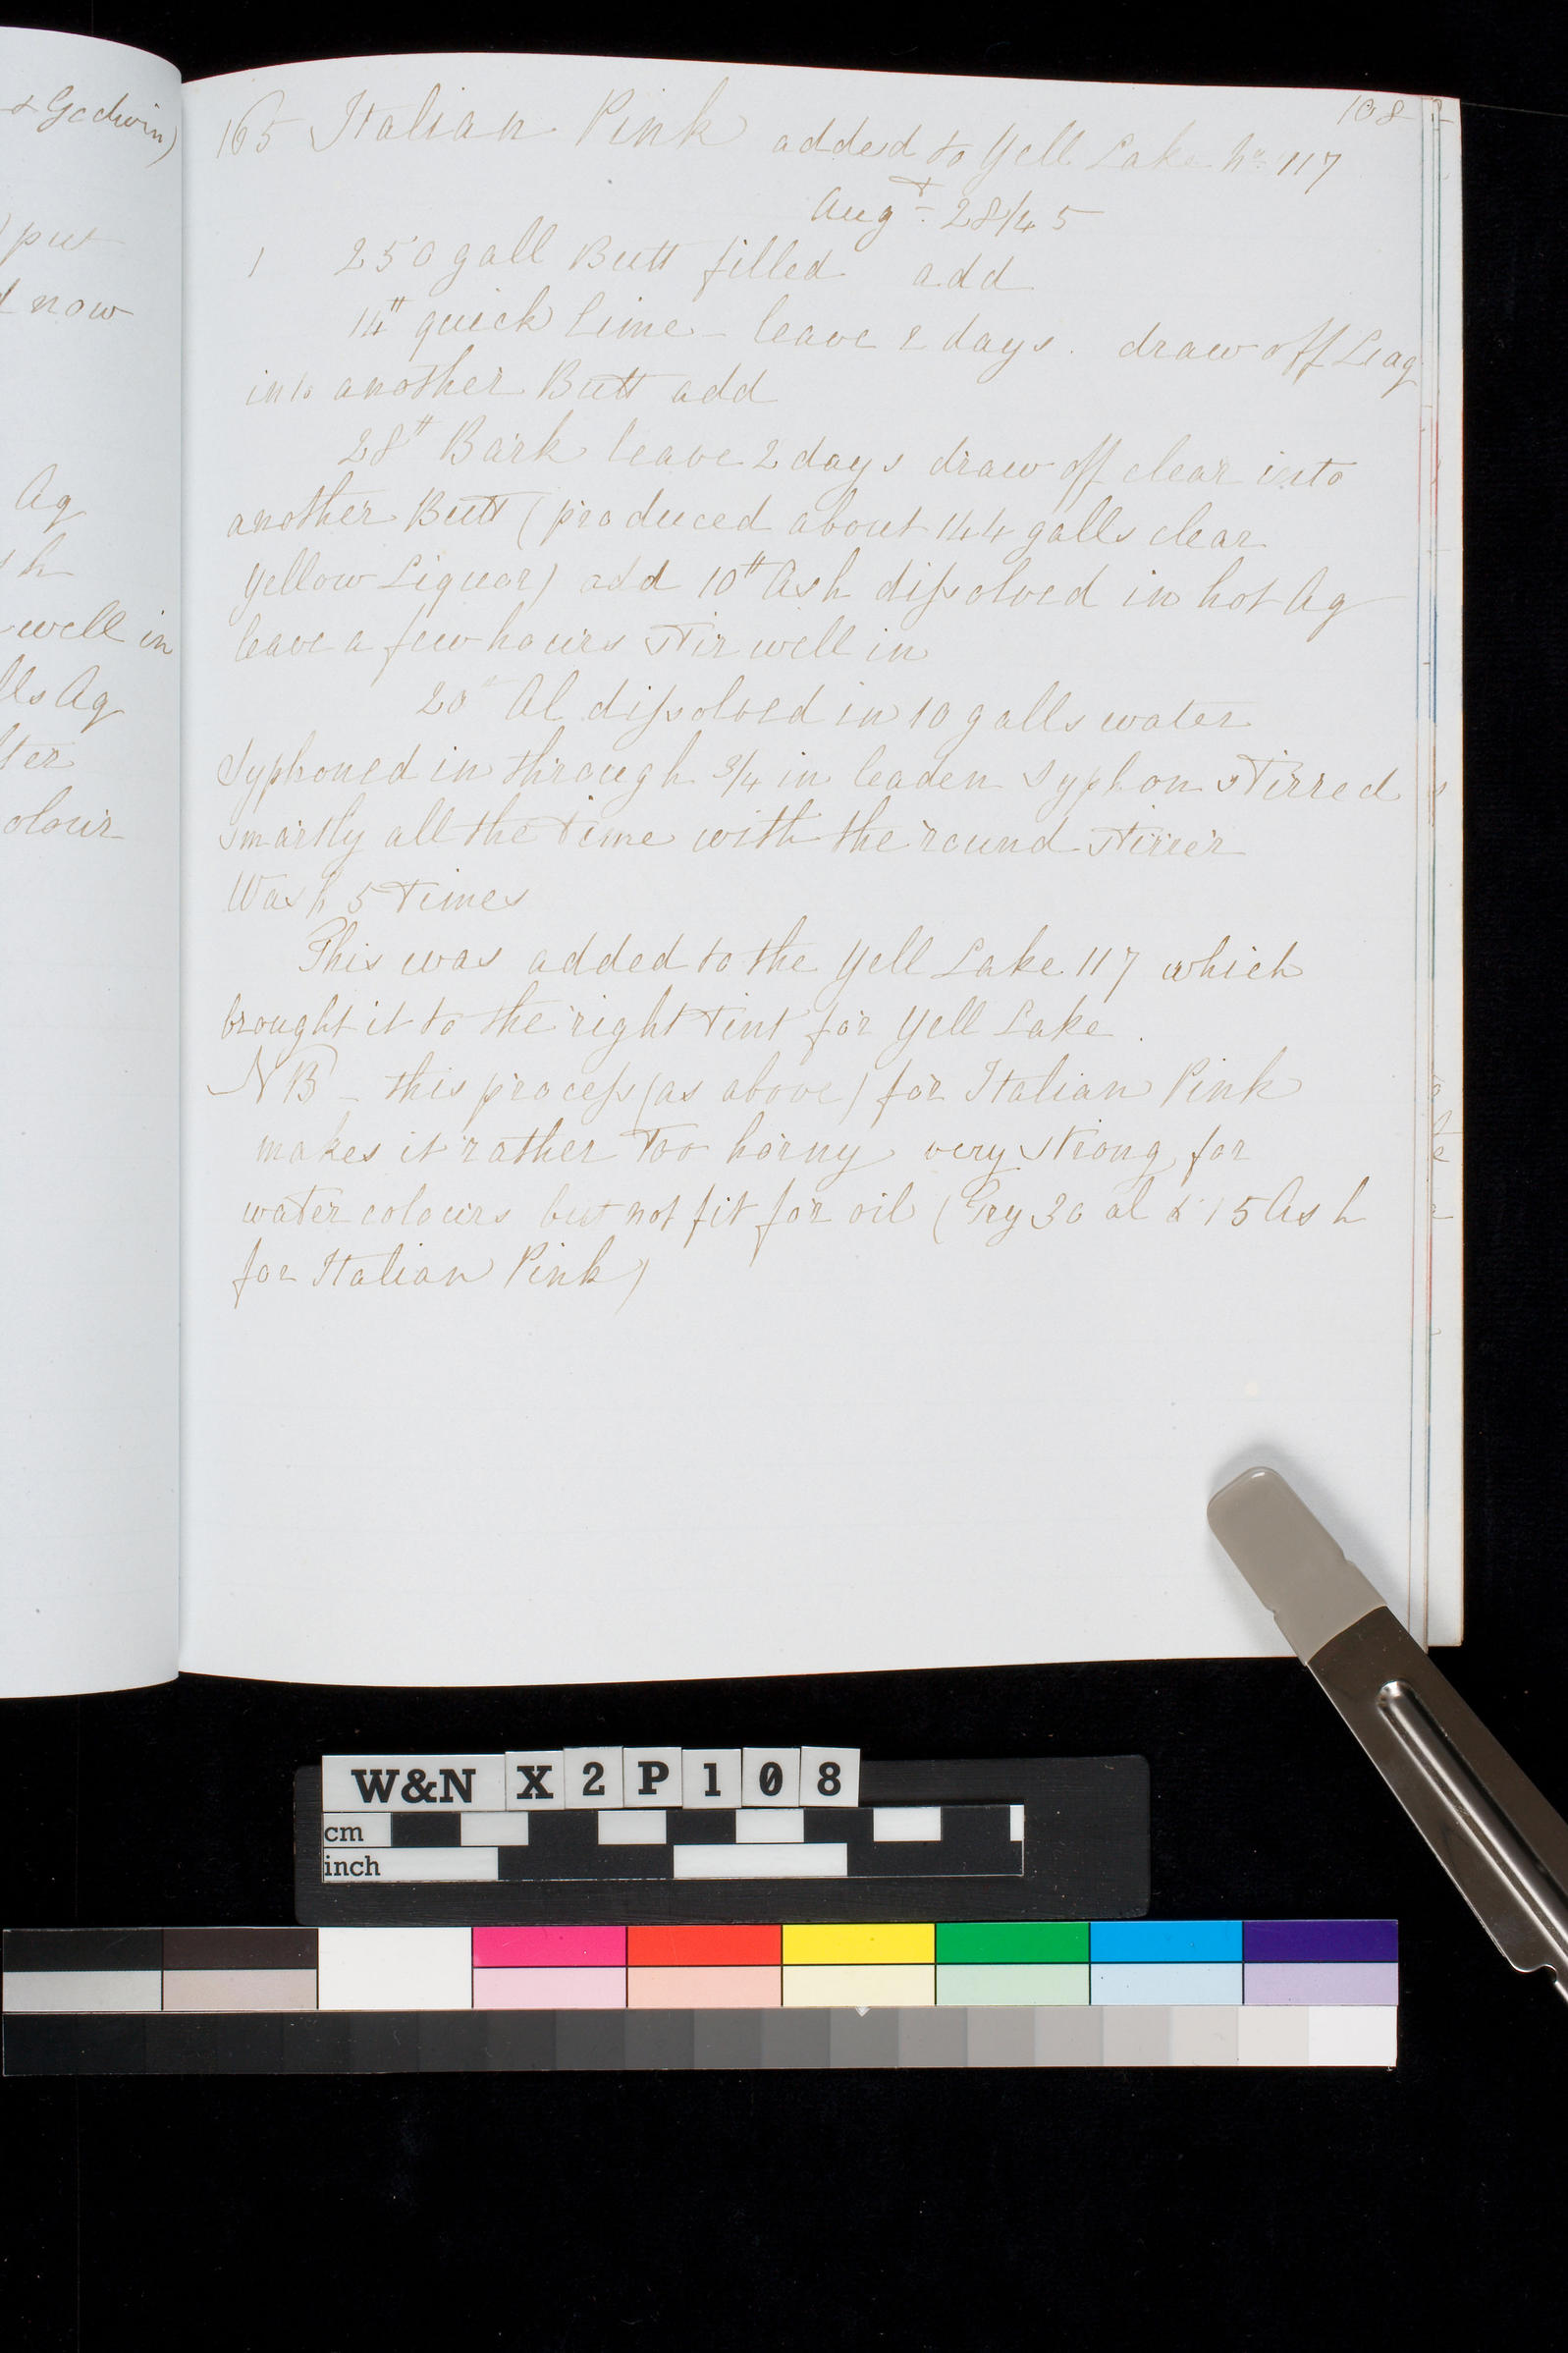 & Godwin)
put
d now
Aq
sh
well in
lls Aq
lter
olour
108
165 Italian Pink added to Yell Lake No 117
Augt 28/45
1 250 gall Butt filled add
14# quick lime – leave 2 days. draw off Liq
into another Butt add
28# Bark leave 2 days draw off clear into
another Butt (produced about 144 galls clear
yellow Liquor) add 10# Ash dissolved in hot Aq
leave a few hours stir well in
20# Al dissolved in 10 galls water
Syphoned in through 3/4 in leaden syphon stirred
smartly all the time with the round stirrer
Wash 5 times
This was added to the Yell Lake 117 which
brought it to the right tint for Yell Lake.
NB – this process (as above) for Italian Pink
makes it rather too horny very strong for
water colours but not fit for oil (Try 30 al & 15 Ash
for Italian Pink)
W&N X 2 P 1 0 8
cm
inch